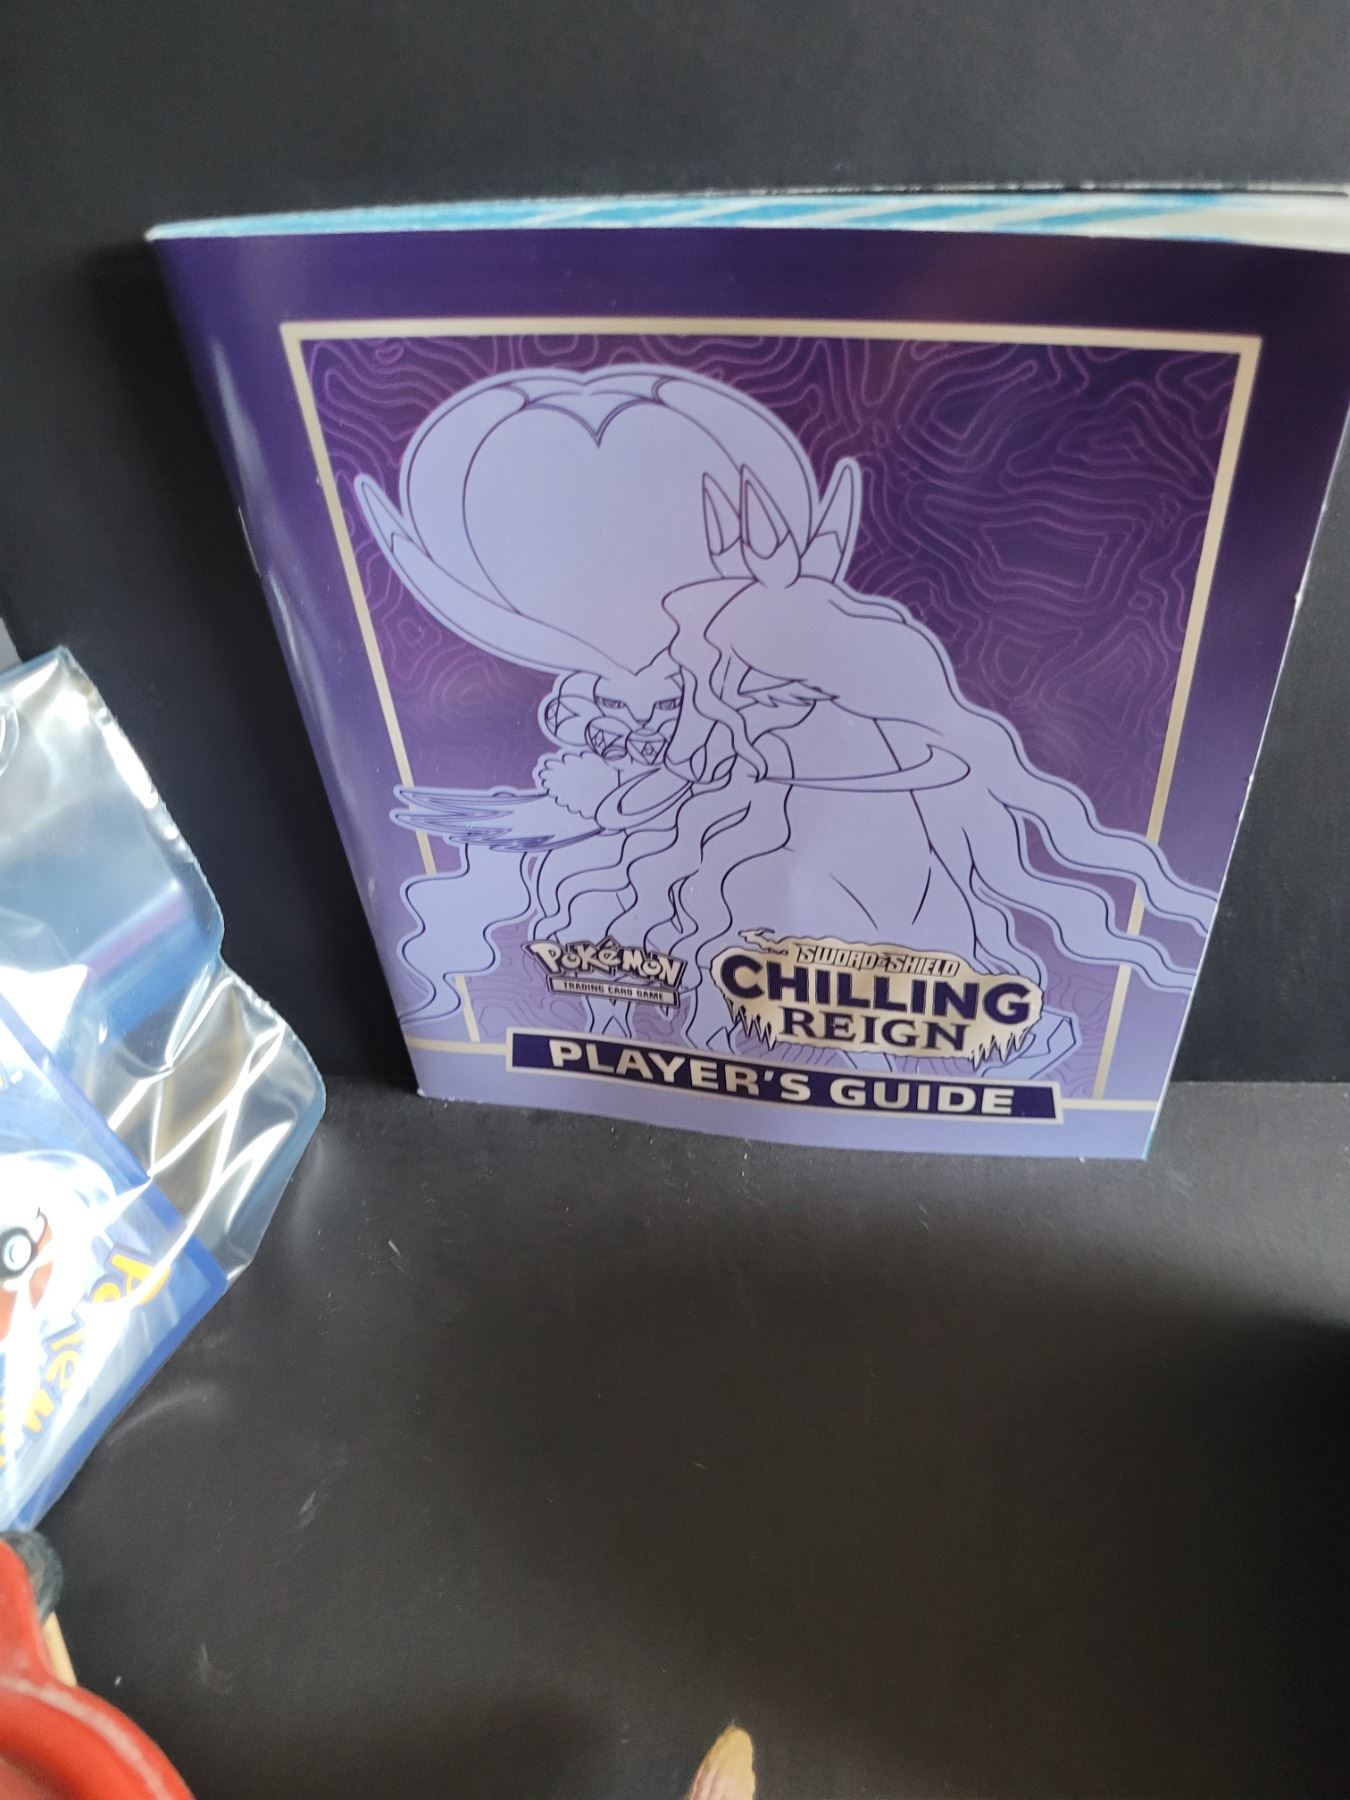 POKéMON
TRADING CARD GAME
SWORD & SHIELD
CHILLING
REIGN
PLAYER'S GUIDE